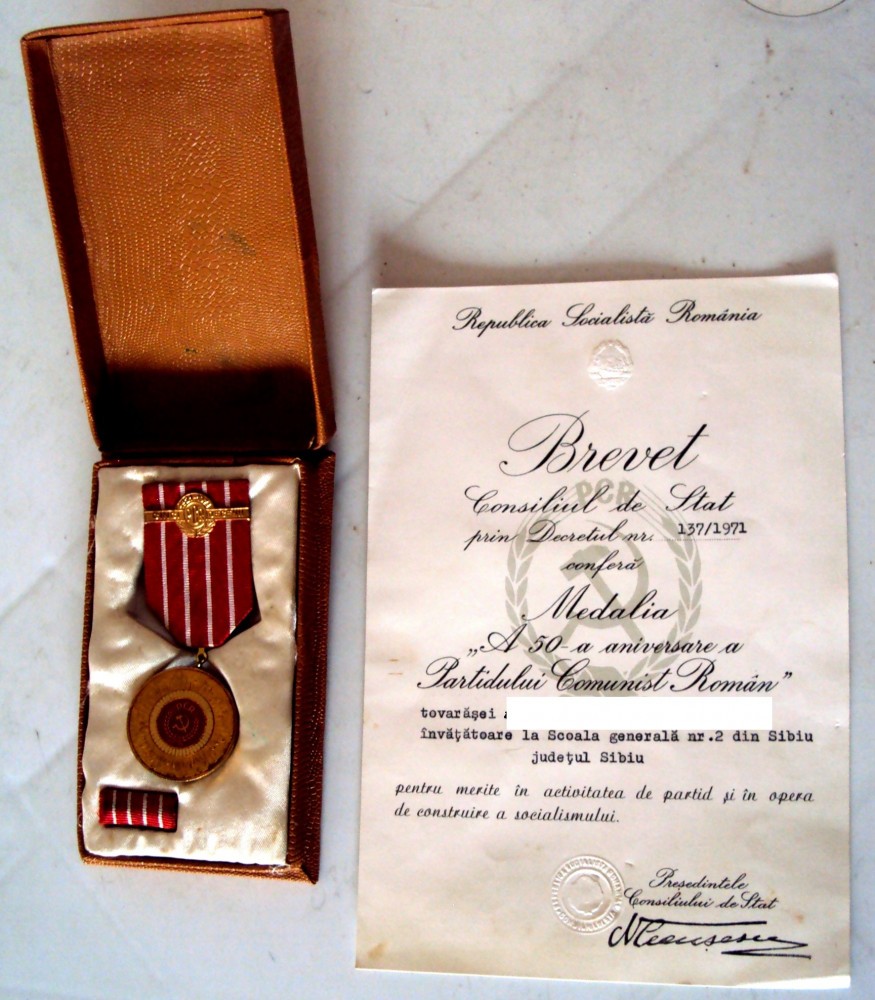 Republica Socialistă România
Brevet
PCR
Consiliul de Stat
prin Decretul nr. 137/1971
conferă
Medalia
„A 50-a aniversare a
Partidului Comunist Român”
tovarășei
învățătoare la Scoala generală nr.2 din Sibiu
județul Sibiu
pentru merite în activitatea de partid și în opera
de construire a socialismului.
Președintele
Consiliului de Stat
NCeaușescu